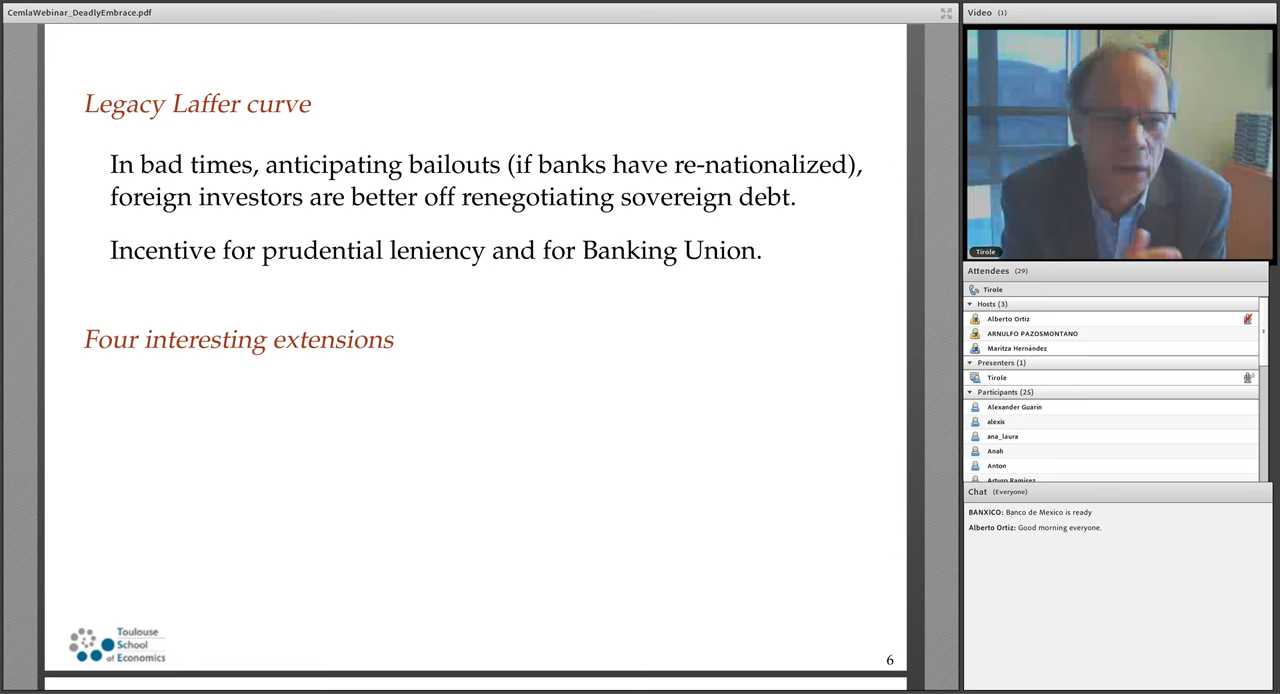 CemlaWebinar_DeadlyEmbrace.pdf
Legacy Laffer curve
In bad times, anticipating bailouts (if banks have re-nationalized),
foreign investors are better off renegotiating sovereign debt.
Incentive for prudential leniency and for Banking Union.
Four interesting extensions
Toulouse
School
of Economics
6
Video (1)
Tirole
Attendees (29)
Tirole
Hosts (3)
Alberto Ortiz
ARNULFO PAZOSMONTANO
Maritza Hernández
Presenters (1)
Tirole
Participants (25)
Alexander Guarin
alexis
ana_laura
Anah
Anton
Arturo Ramirez
Chat (Everyone)
BANXICO: Banco de Mexico is ready
Alberto Ortiz: Good morning everyone.